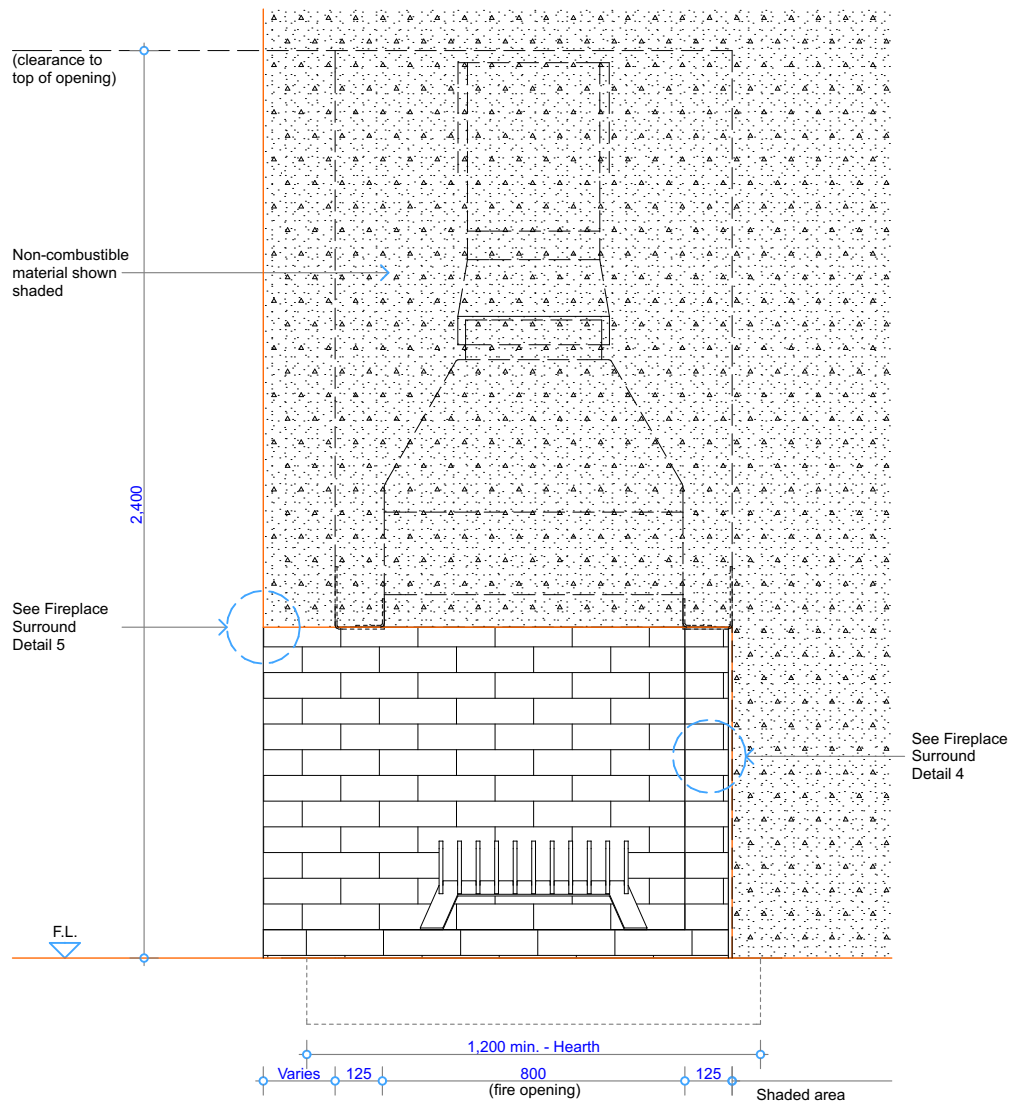 (clearance to
top of opening)
Non-combustible
material shown
shaded
2,400
See Fireplace
Surround
Detail 5
See Fireplace
Surround
Detail 4
F.L.
1,200 min. - Hearth
Varies
125
800
(fire opening)
125
Shaded area